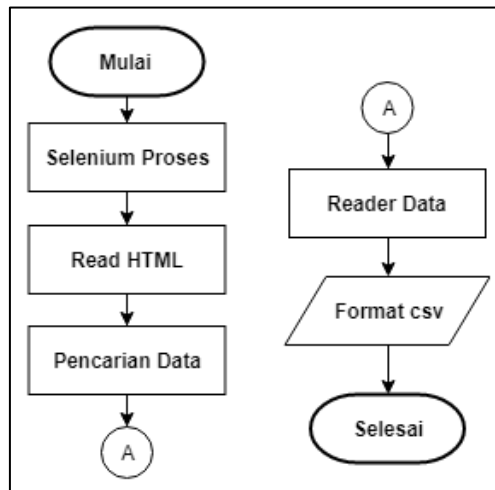 Mulai
Selenium Proses
Read HTML
Pencarian Data
A
A
Reader Data
Format csv
Selesai